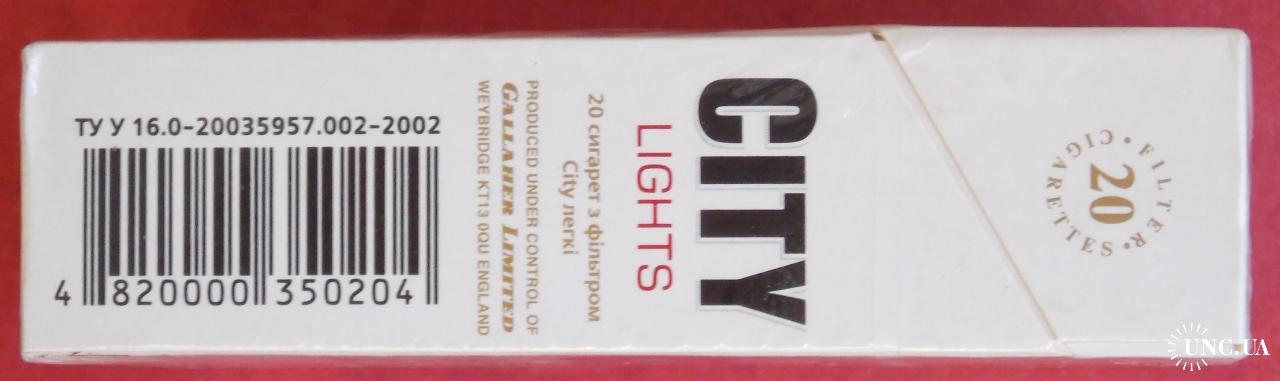 FILTER • CIGARETTES •
20
CITY
LIGHTS
20 сигарет з фільтром
City легкі
PRODUCED UNDER CONTROL OF
GALLAHER LIMITED
WEYBRIDGE KT13 0QU ENGLAND
ТУ У 16.0-20035957.002-2002
4 820000 350204
UNC.UA